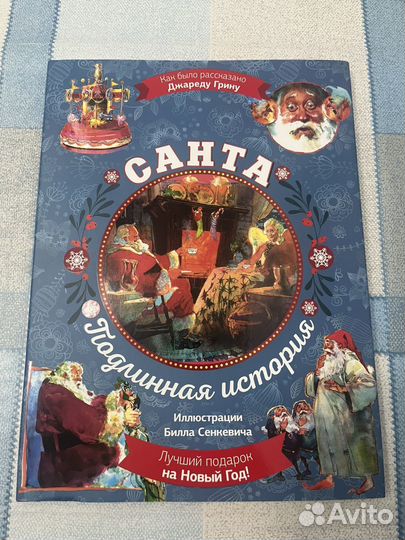 Как было рассказано
Джареду Грину
САНТА
Подлинная история
Иллюстрации
Билла Сенкевича
Лучший подарок
на Новый Год!
Avito